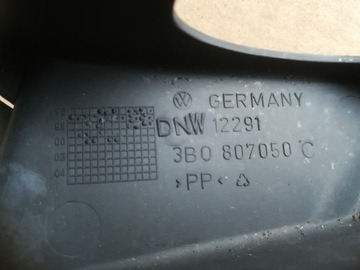 GERMANY
DNW 12291
3B0 807050 C
>PP<